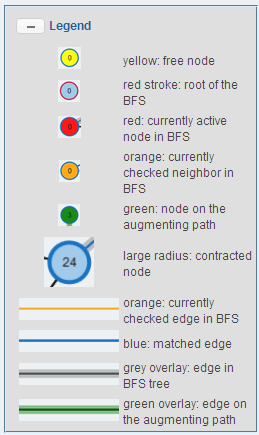 Legend
0
yellow: free node
0
red stroke: root of the
BFS
0
red: currently active
node in BFS
0
orange: currently
checked neighbor in
BFS
3
green: node on the
augmenting path
24
large radius: contracted
node
orange: currently
checked edge in BFS
blue: matched edge
grey overlay: edge in
BFS tree
green overlay: edge on
the augmenting path